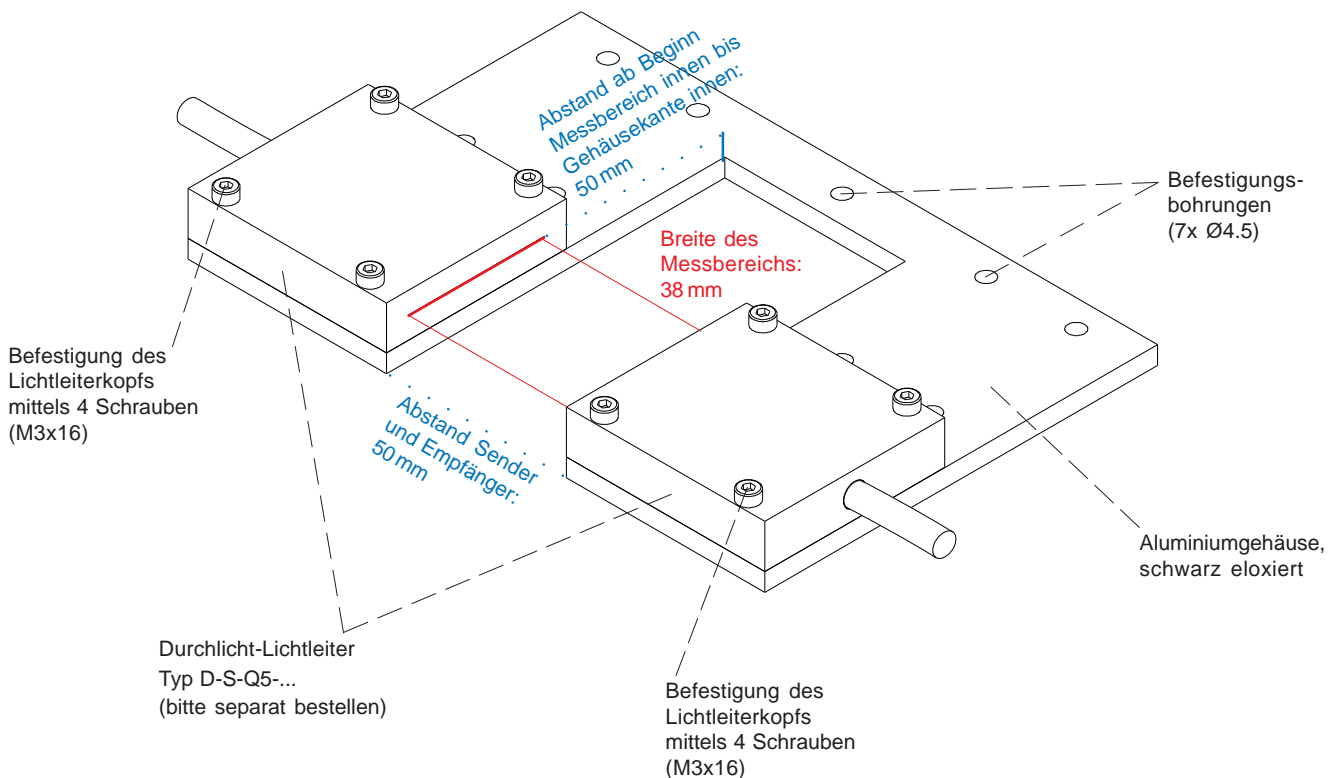 Abstand ab Beginn
Messbereich innen bis
Gehäusekante innen:
50 mm
Befestigungs-
bohrungen
(7x Ø4.5)
Breite des
Messbereichs:
38 mm
Befestigung des
Lichtleiterkopfs
mittels 4 Schrauben
(M3x16)
Abstand Sender
und Empfänger:
50 mm
Aluminiumgehäuse,
schwarz eloxiert
Durchlicht-Lichtleiter
Typ D-S-Q5-...
(bitte separat bestellen)
Befestigung des
Lichtleiterkopfs
mittels 4 Schrauben
(M3x16)